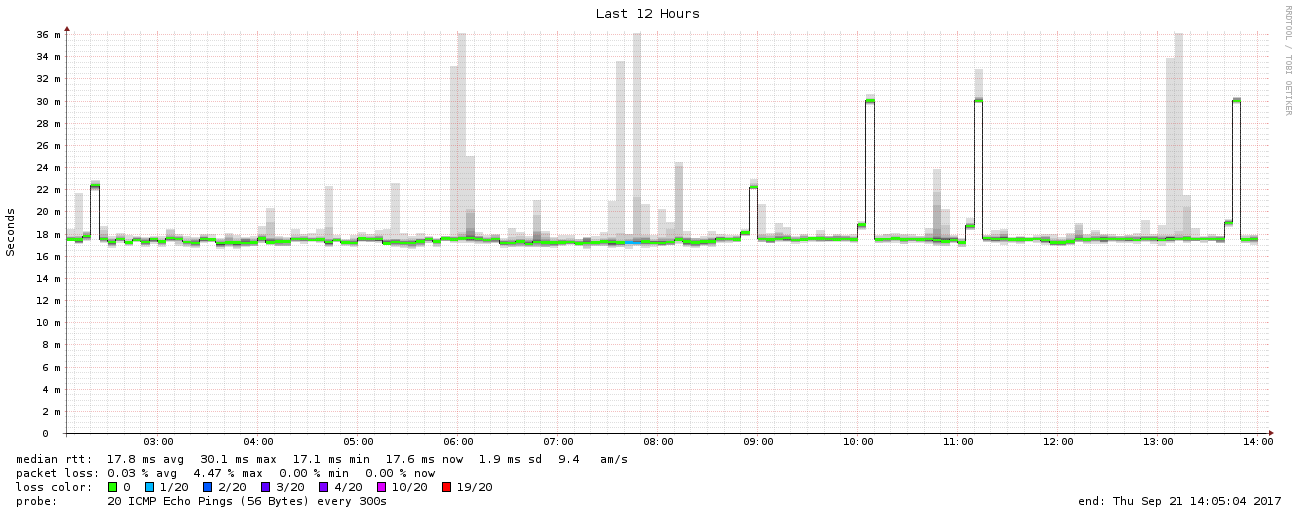 Last 12 Hours
RRDTOOL / TOBI OETIKER
Seconds
36 m
34 m
32 m
30 m
28 m
26 m
24 m
22 m
20 m
18 m
16 m
14 m
12 m
10 m
8 m
6 m
4 m
2 m
0
03:00 04:00 05:00 06:00 07:00 08:00 09:00 10:00 11:00 12:00 13:00 14:00
median rtt: 17.8 ms avg 30.1 ms max 17.1 ms min 17.6 ms now 1.9 ms sd 9.4 am/s
packet loss: 0.03 % avg 4.47 % max 0.00 % min 0.00 % now
loss color: 0 1/20 2/20 3/20 4/20 10/20 19/20
probe: 20 ICMP Echo Pings (56 Bytes) every 300s end: Thu Sep 21 14:05:04 2017